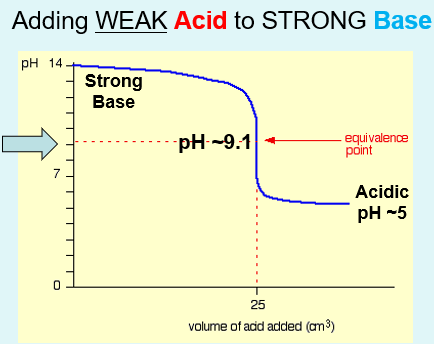 Adding WEAK Acid to STRONG Base
pH 14
Strong
Base
pH ~9.1
equivalence
point
7
Acidic
pH ~5
0
25
volume of acid added (cm³)